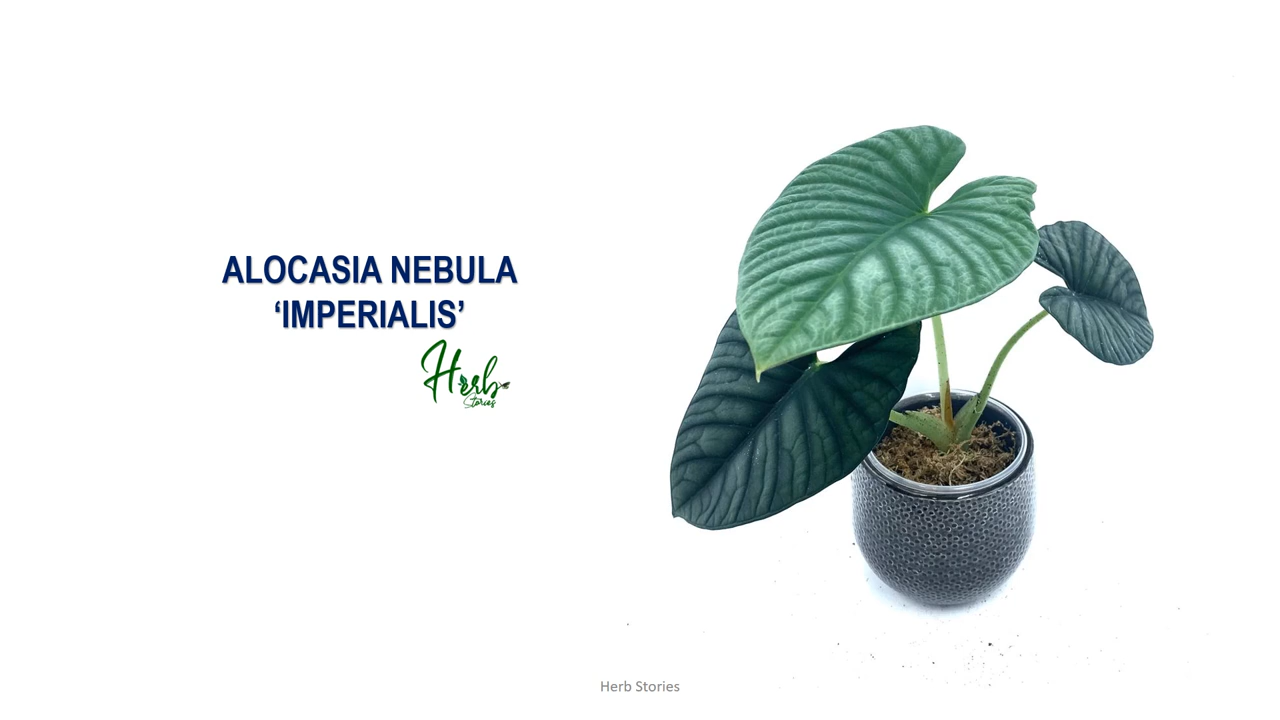 ALOCASIA NEBULA
‘IMPERIALIS’
Herb
Stories
Herb Stories